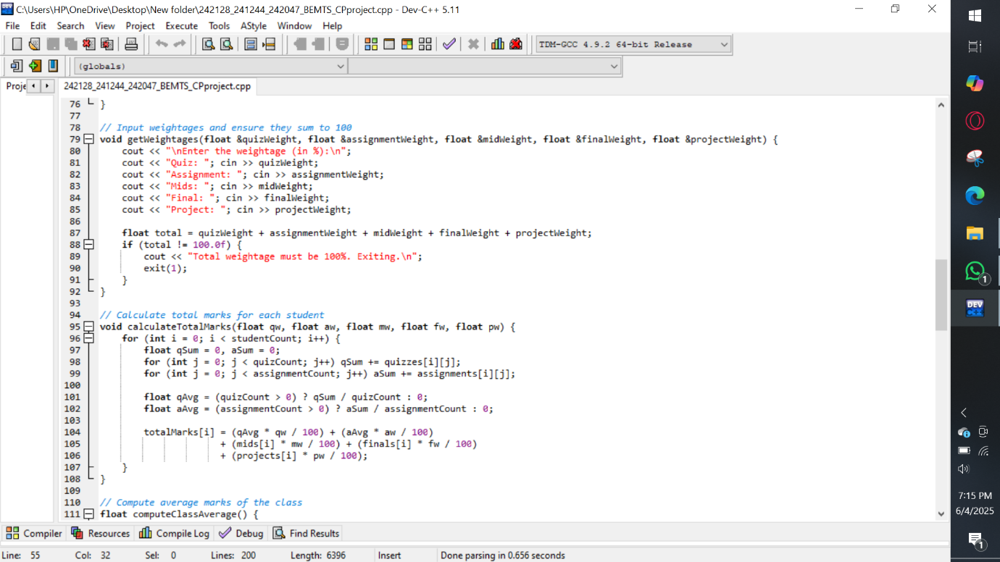 C:\Users\HP\OneDrive\Desktop\New folder\242128_241244_242047_BEMTS_CPproject.cpp - Dev-C++ 5.11
File Edit Search View Project Execute Tools AStyle Window Help
TDM-GCC 4.9.2 64-bit Release
(globals)
Proje 242128_241244_242047_BEMTS_CPproject.cpp
76 }
77
78 // Input weightages and ensure they sum to 100
79 void getWeightages(float &quizWeight, float &assignmentWeight, float &midWeight, float &finalWeight, float &projectWeight) {
80 cout << "\nEnter the weightage (in %):\n";
81 cout << "Quiz: "; cin >> quizWeight;
82 cout << "Assignment: "; cin >> assignmentWeight;
83 cout << "Mids: "; cin >> midWeight;
84 cout << "Final: "; cin >> finalWeight;
85 cout << "Project: "; cin >> projectWeight;
86
87 float total = quizWeight + assignmentWeight + midWeight + finalWeight + projectWeight;
88 if (total != 100.0f) {
89 cout << "Total weightage must be 100%. Exiting.\n";
90 exit(1);
91 }
92 }
93
94 // Calculate total marks for each student
95 void calculateTotalMarks(float qw, float aw, float mw, float fw, float pw) {
96 for (int i = 0; i < studentCount; i++) {
97 float qSum = 0, aSum = 0;
98 for (int j = 0; j < quizCount; j++) qSum += quizzes[i][j];
99 for (int j = 0; j < assignmentCount; j++) aSum += assignments[i][j];
100
101 float qAvg = (quizCount > 0) ? qSum / quizCount : 0;
102 float aAvg = (assignmentCount > 0) ? aSum / assignmentCount : 0;
103
104 totalMarks[i] = (qAvg * qw / 100) + (aAvg * aw / 100)
105 + (mids[i] * mw / 100) + (finals[i] * fw / 100)
106 + (projects[i] * pw / 100);
107 }
108 }
109
110 // Compute average marks of the class
111 float computeClassAverage() {
Compiler Resources Compile Log Debug Find Results
Line: 55 Col: 32 Sel: 0 Lines: 200 Length: 6396 Insert Done parsing in 0.656 seconds
1
DEV
C++
7:15 PM
6/4/2025
1